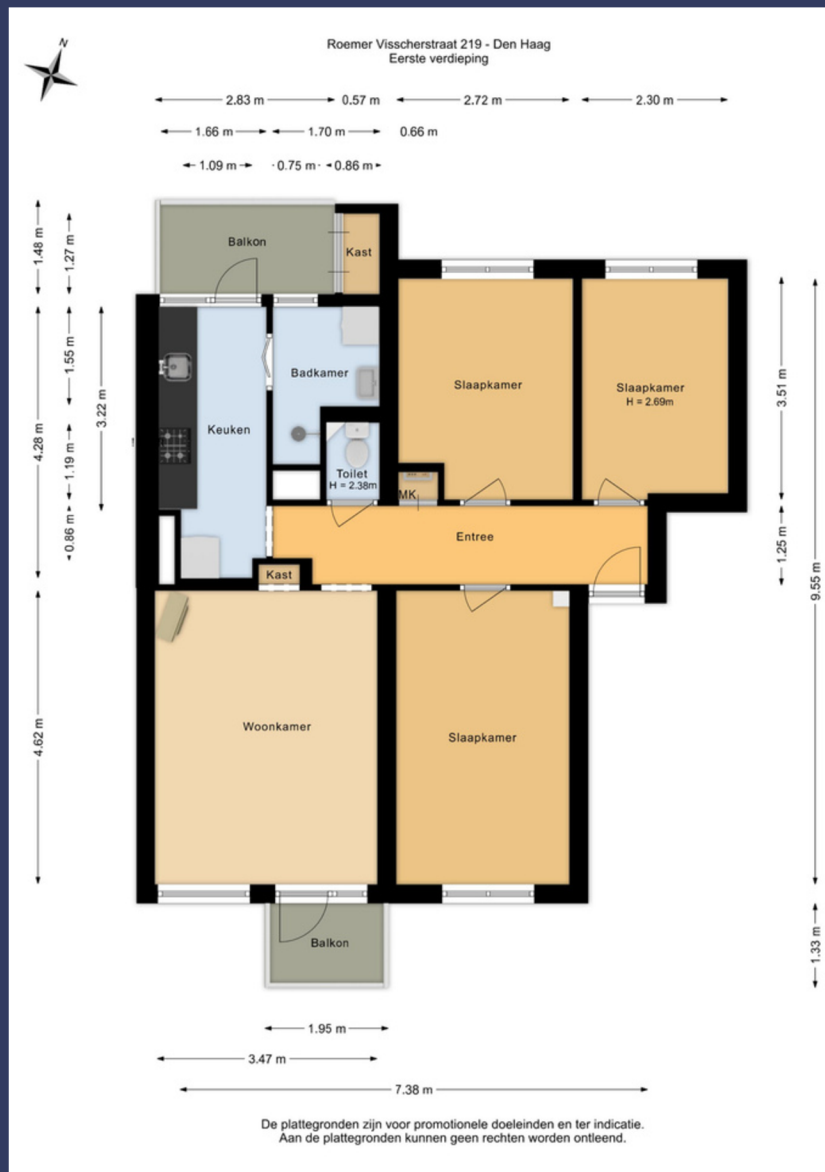 N
Roemer Visscherstraat 219 - Den Haag
Eerste verdieping
2.83 m
0.57 m
2.72 m
2.30 m
1.66 m
1.70 m
0.66 m
1.09 m
0.75 m
0.86 m
1.48 m
1.27 m
Balkon
Kast
4.28 m
3.22 m
1.55 m
1.19 m
0.86 m
Badkamer
Keuken
Toilet
H = 2.38m
Slaapkamer
Slaapkamer
H = 2.69m
MK
Entree
Kast
3.51 m
1.25 m
9.55 m
4.62 m
Woonkamer
Slaapkamer
Balkon
1.33 m
1.95 m
3.47 m
7.38 m
De plattegronden zijn voor promotionele doeleinden en ter indicatie.
Aan de plattegronden kunnen geen rechten worden ontleend.